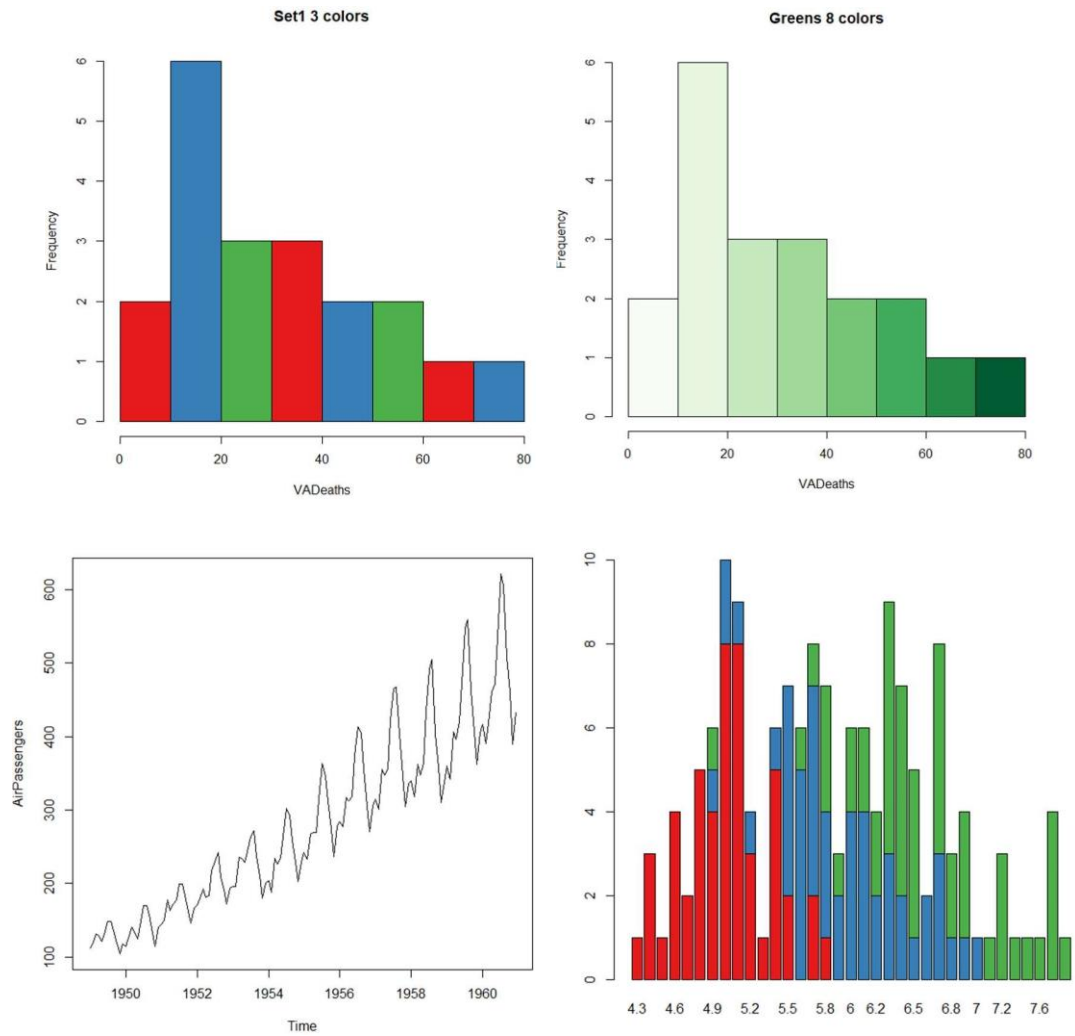 Set1 3 colors
Frequency
0 1 2 3 4 5 6
0 20 40 60 80
VADeaths
Greens 8 colors
Frequency
0 1 2 3 4 5 6
0 20 40 60 80
VADeaths
AirPassengers
100 200 300 400 500 600
1950 1952 1954 1956 1958 1960
Time
0 2 4 6 8 10
4.3 4.6 4.9 5.2 5.5 5.8 6 6.2 6.5 6.8 7 7.2 7.6